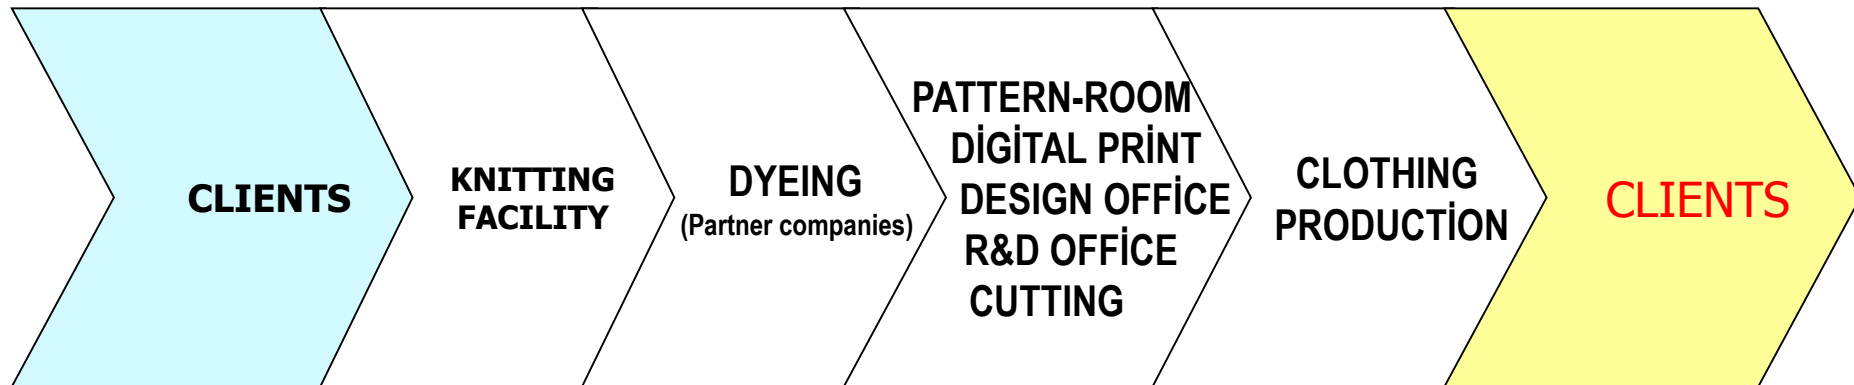 CLIENTS
KNITTING
FACILITY
DYEING
(Partner companies)
PATTERN-ROOM
DİGİTAL PRİNT
DESIGN OFFİCE
R&D OFFİCE
CUTTING
CLOTHING
PRODUCTİON
CLIENTS